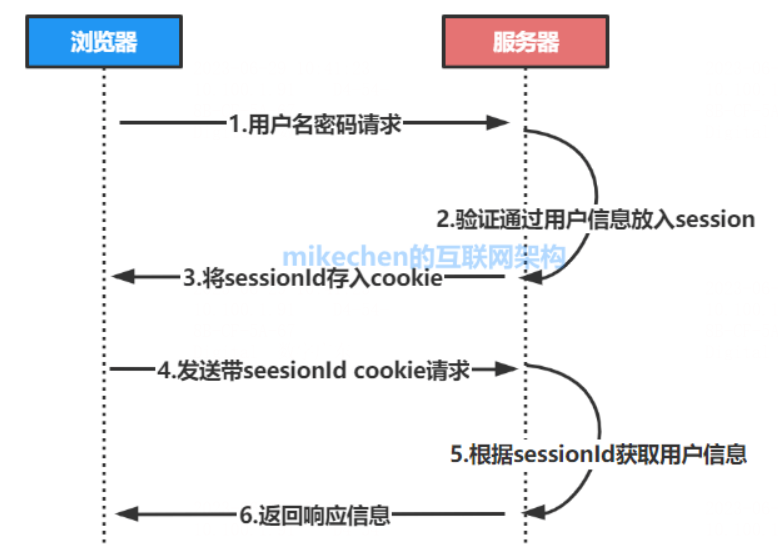 浏览器
服务器
1.用户名密码请求
2.验证通过用户信息放入session
mikechen的互联网架构
3.将sessionId存入cookie
4.发送带seesionId cookie请求
5.根据sessionId获取用户信息
6.返回响应信息